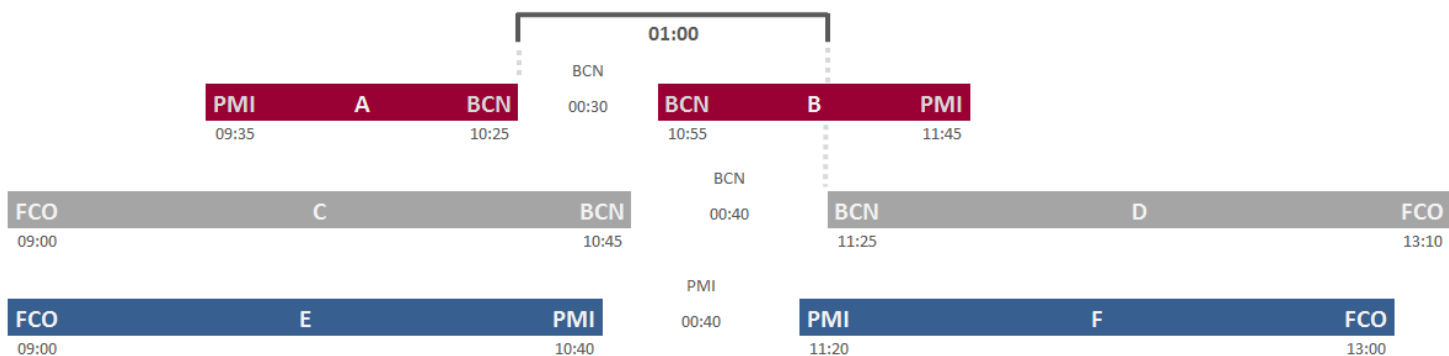 01:00
BCN
PMI A BCN 00:30 BCN B PMI
09:35 10:25 10:55 11:45
BCN
FCO C BCN 00:40 BCN D FCO
09:00 10:45 11:25 13:10
PMI
FCO E PMI 00:40 PMI F FCO
09:00 10:40 11:20 13:00